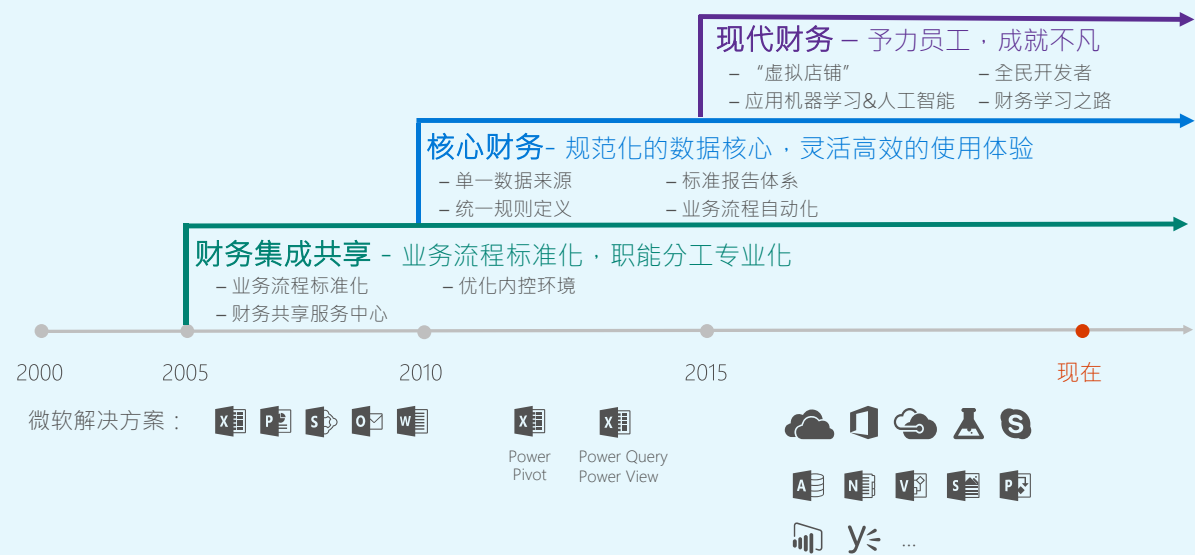 现代财务 – 予力员工，成就不凡
– “虚拟店铺” – 全民开发者
– 应用机器学习&人工智能 – 财务学习之路
核心财务- 规范化的数据核心，灵活高效的使用体验
– 单一数据来源 – 标准报告体系
– 统一规则定义 – 业务流程自动化
财务集成共享 - 业务流程标准化，职能分工专业化
– 业务流程标准化 – 优化内控环境
– 财务共享服务中心
2000 2005 2010 2015 现在
微软解决方案：
X P S O W X X S
Power Pivot
Power Query
Power View
A N V S P
y
...